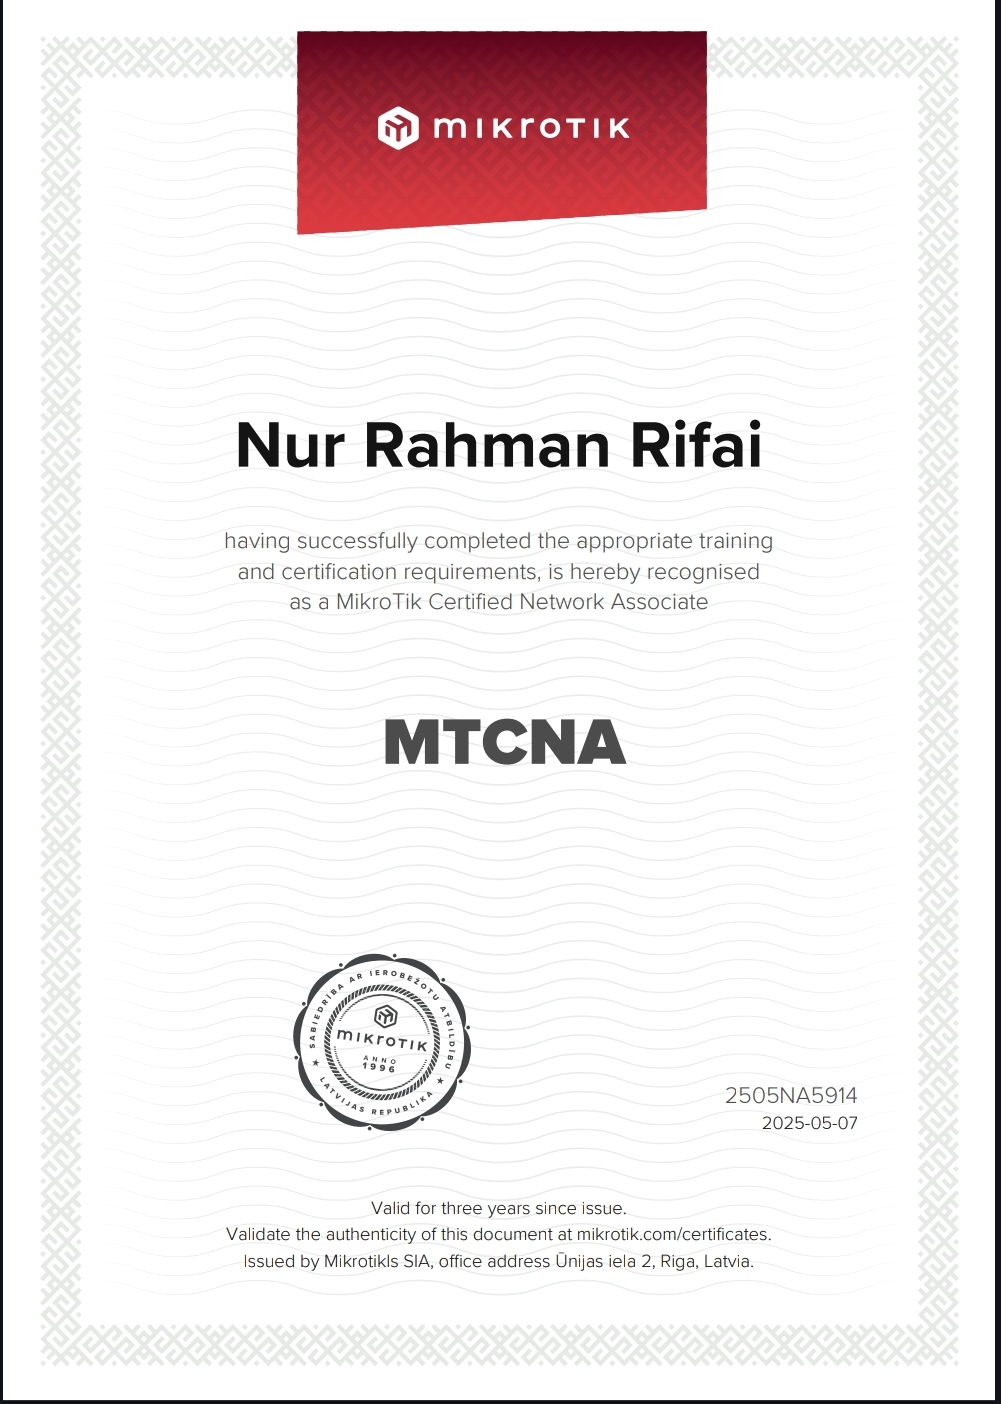 mikrotik
Nur Rahman Rifai
having successfully completed the appropriate training
and certification requirements, is hereby recognised
as a MikroTik Certified Network Associate
MTCNA
SABIEDRĪBA AR IEROBEŽOTU ATBILDĪBU
mikrotik
ANNO
1996
★ LATVIJAS REPUBLIKA ★
2505NA5914
2025-05-07
Valid for three years since issue.
Validate the authenticity of this document at mikrotik.com/certificates.
Issued by Mikrotikls SIA, office address Ūnijas iela 2, Riga, Latvia.